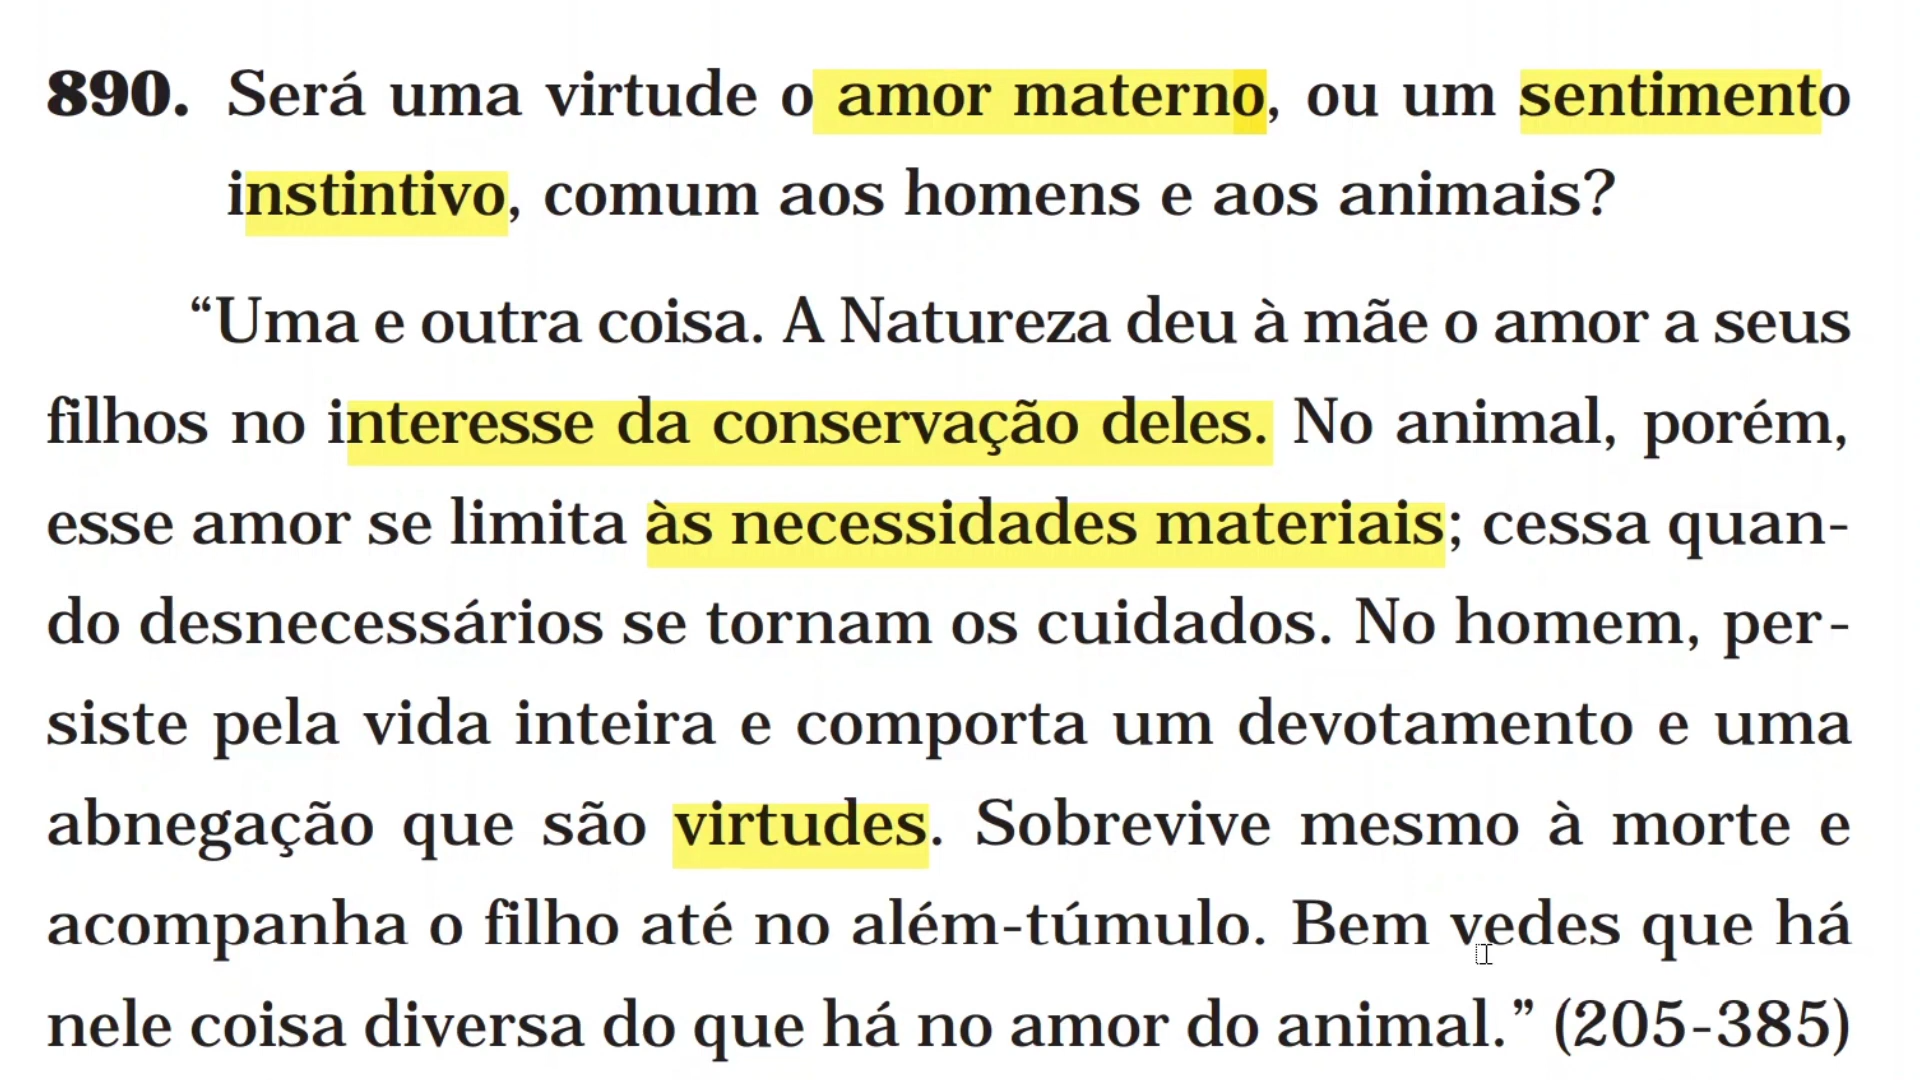 890. Será uma virtude o amor materno, ou um sentimento
instintivo, comum aos homens e aos animais?
“Uma e outra coisa. A Natureza deu à mãe o amor a seus
filhos no interesse da conservação deles. No animal, porém,
esse amor se limita às necessidades materiais; cessa quan-
do desnecessários se tornam os cuidados. No homem, per-
siste pela vida inteira e comporta um devotamento e uma
abnegação que são virtudes. Sobrevive mesmo à morte e
acompanha o filho até no além-túmulo. Bem vedes que há
nele coisa diversa do que há no amor do animal.” (205-385)